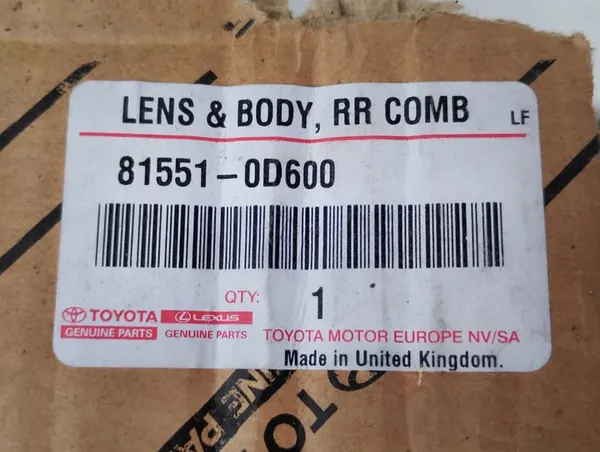 LENS & BODY, RR COMB LF
81551-0D600
QTY: 1
TOYOTA LEXUS
GENUINE PARTS GENUINE PARTS TOYOTA MOTOR EUROPE NV/SA
Made in United Kingdom.